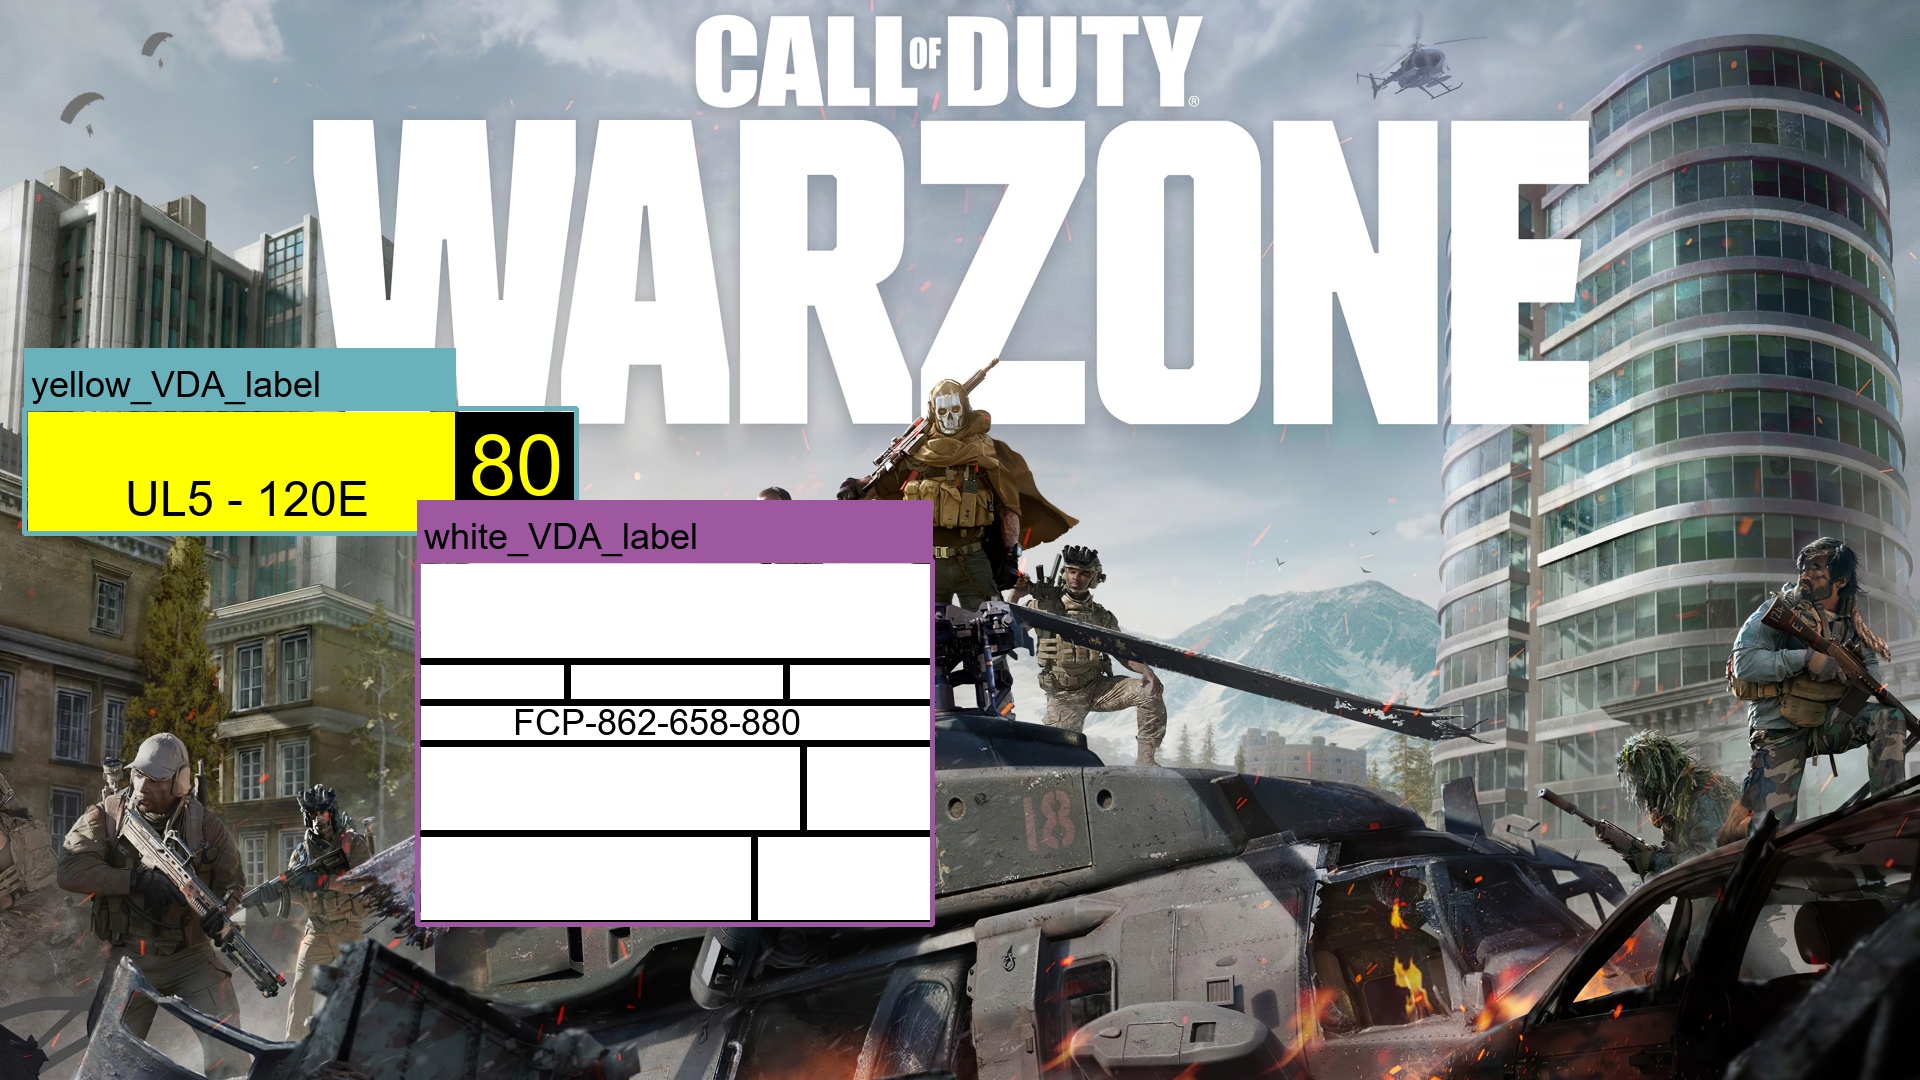 CALL OF DUTY®
WARZONE
yellow_VDA_label
80
UL5 - 120E
white_VDA_label
FCP-862-658-880
18